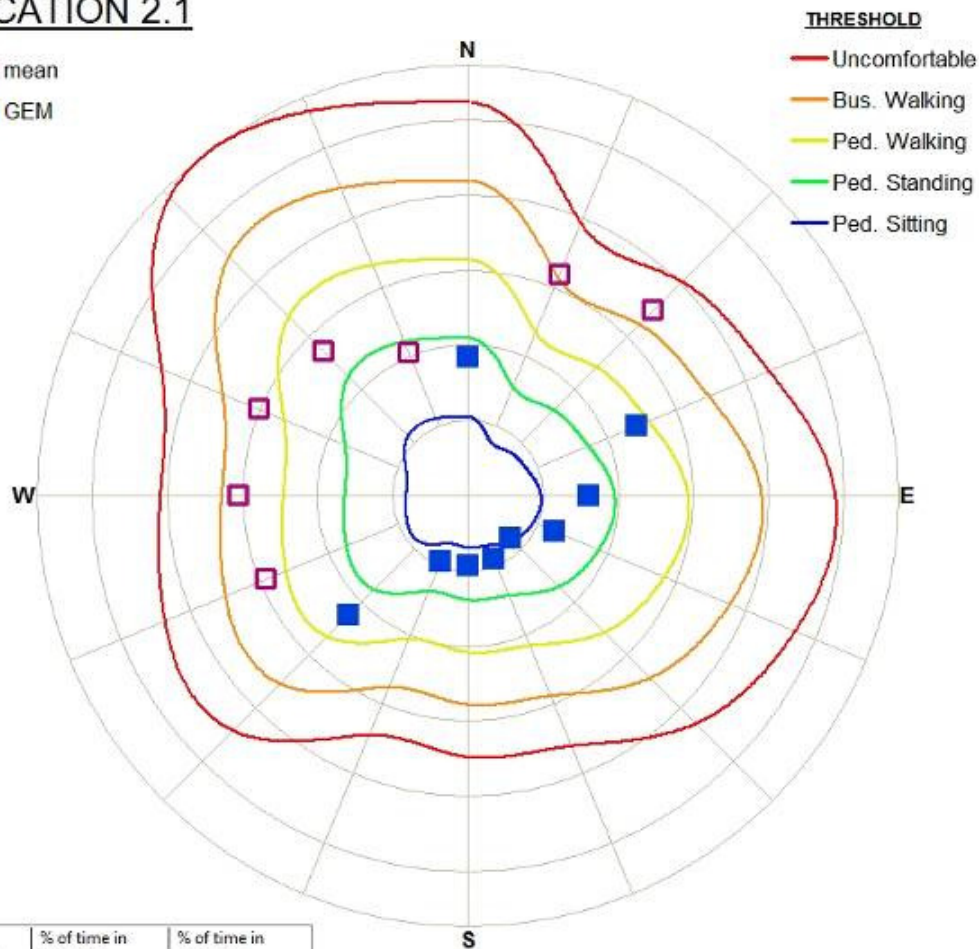 CATION 2.1
mean
GEM
THRESHOLD
Uncomfortable
Bus. Walking
Ped. Walking
Ped. Standing
Ped. Sitting
N
W
E
S
% of time in
% of time in